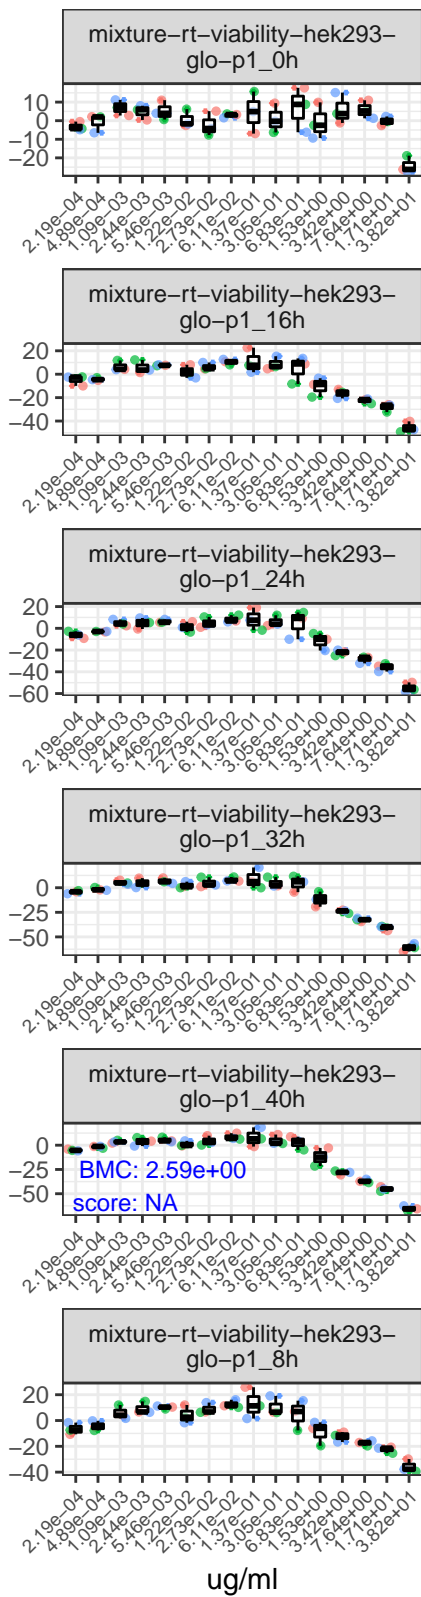 mixture−rt−viability−hek293−
glo−p1_0h
10
0
−10
−20
2.19e−04
4.89e−04
1.09e−03
2.44e−03
5.46e−03
1.22e−02
2.73e−02
6.11e−02
1.37e−01
3.05e−01
6.83e−01
1.53e+00
3.42e+00
7.64e+00
1.71e+01
3.82e+01
mixture−rt−viability−hek293−
glo−p1_16h
20
0
−20
−40
2.19e−04
4.89e−04
1.09e−03
2.44e−03
5.46e−03
1.22e−02
2.73e−02
6.11e−02
1.37e−01
3.05e−01
6.83e−01
1.53e+00
3.42e+00
7.64e+00
1.71e+01
3.82e+01
mixture−rt−viability−hek293−
glo−p1_24h
20
0
−20
−40
−60
2.19e−04
4.89e−04
1.09e−03
2.44e−03
5.46e−03
1.22e−02
2.73e−02
6.11e−02
1.37e−01
3.05e−01
6.83e−01
1.53e+00
3.42e+00
7.64e+00
1.71e+01
3.82e+01
mixture−rt−viability−hek293−
glo−p1_32h
0
−25
−50
2.19e−04
4.89e−04
1.09e−03
2.44e−03
5.46e−03
1.22e−02
2.73e−02
6.11e−02
1.37e−01
3.05e−01
6.83e−01
1.53e+00
3.42e+00
7.64e+00
1.71e+01
3.82e+01
mixture−rt−viability−hek293−
glo−p1_40h
0
−25
−50
BMC: 2.59e+00
score: NA
2.19e−04
4.89e−04
1.09e−03
2.44e−03
5.46e−03
1.22e−02
2.73e−02
6.11e−02
1.37e−01
3.05e−01
6.83e−01
1.53e+00
3.42e+00
7.64e+00
1.71e+01
3.82e+01
mixture−rt−viability−hek293−
glo−p1_8h
20
0
−20
−40
2.19e−04
4.89e−04
1.09e−03
2.44e−03
5.46e−03
1.22e−02
2.73e−02
6.11e−02
1.37e−01
3.05e−01
6.83e−01
1.53e+00
3.42e+00
7.64e+00
1.71e+01
3.82e+01
ug/ml